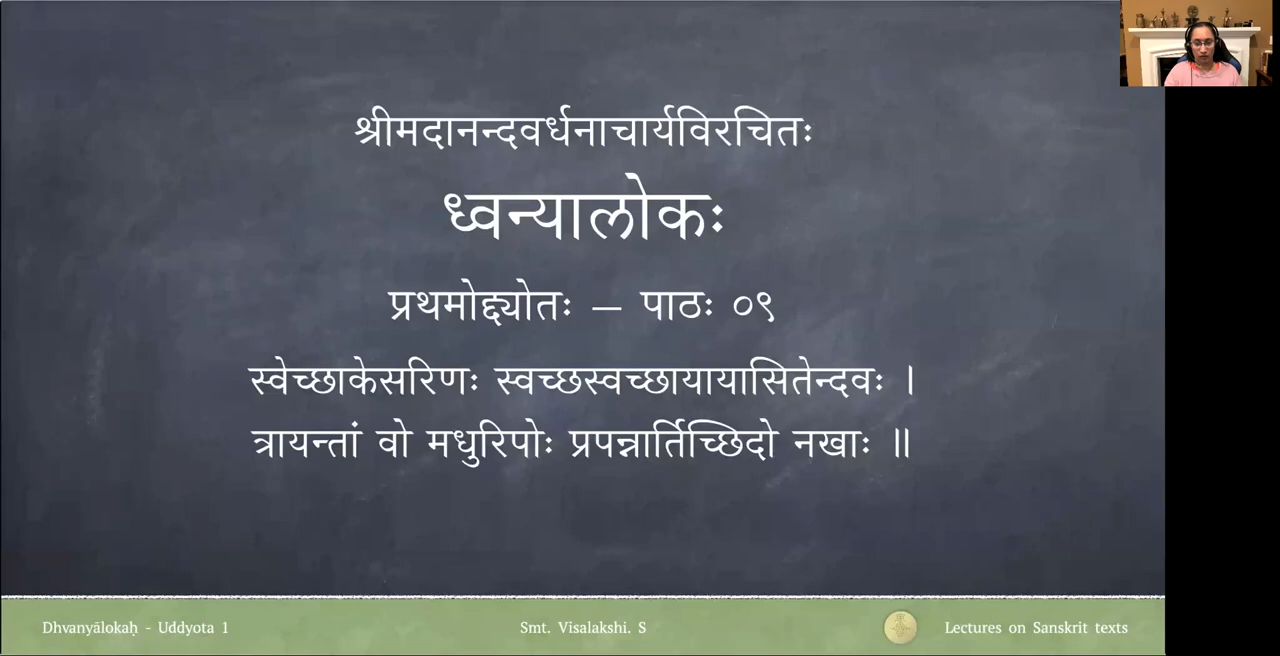 श्रीमदानन्दवर्धनाचार्यविरचितः
ध्वन्यालोकः
प्रथमोद्द्योतः – पाठः ०९
स्वेच्छाकेसरिणः स्वच्छस्वच्छायायासितेन्दवः ।
त्रायन्तां वो मधुरिपोः प्रपन्नार्तिच्छिदो नखाः ॥
Dhvanyālokaḥ - Uddyota 1
Smt. Visalakshi. S
Lectures on Sanskrit texts